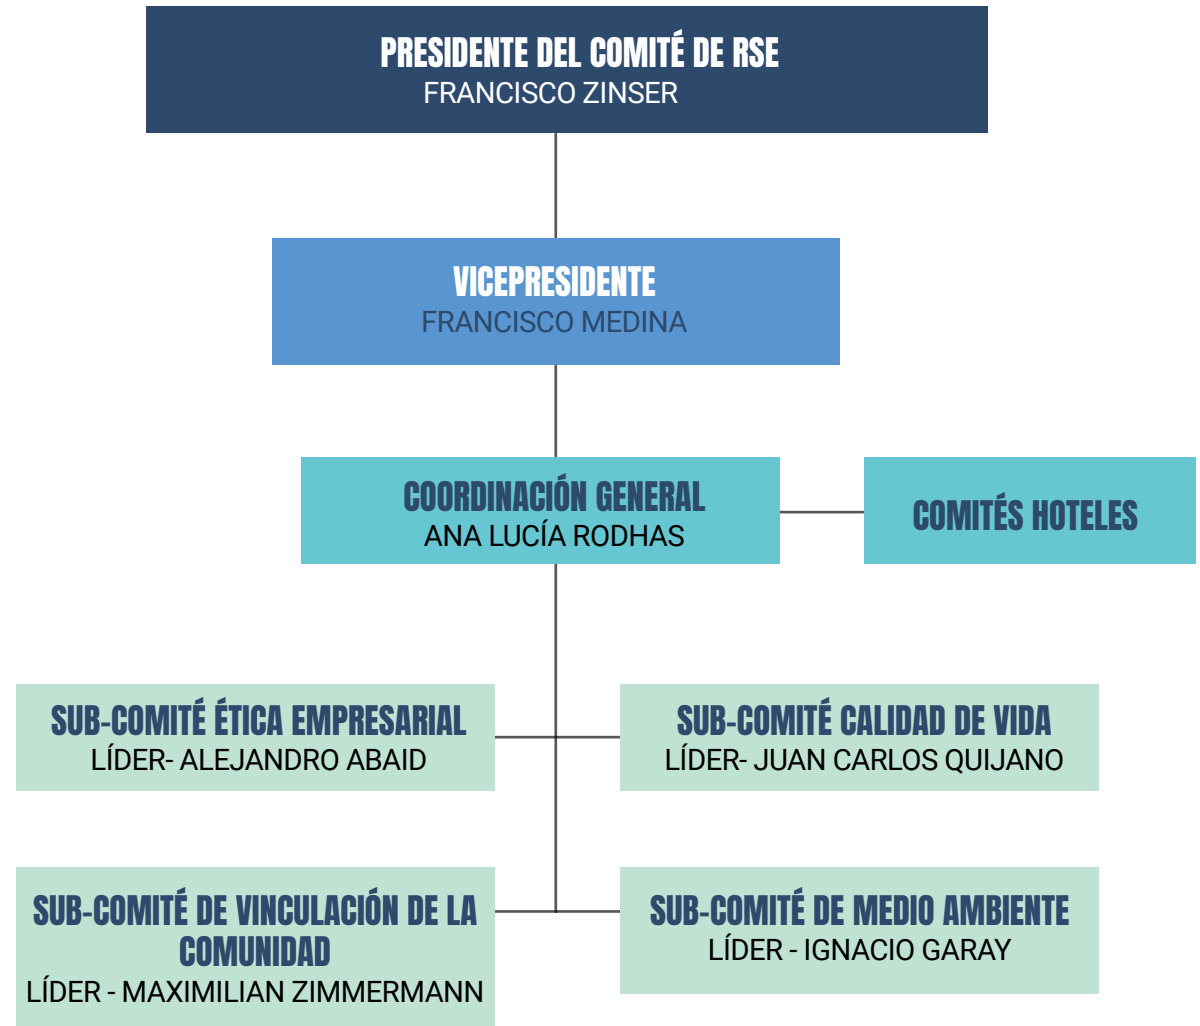 PRESIDENTE DEL COMITÉ DE RSE
FRANCISCO ZINSER
VICEPRESIDENTE
FRANCISCO MEDINA
COORDINACIÓN GENERAL
ANA LUCÍA RODHAS
COMITÉS HOTELES
SUB-COMITÉ ÉTICA EMPRESARIAL
LÍDER- ALEJANDRO ABAID
SUB-COMITÉ CALIDAD DE VIDA
LÍDER- JUAN CARLOS QUIJANO
SUB-COMITÉ DE VINCULACIÓN DE LA
COMUNIDAD
LÍDER - MAXIMILIAN ZIMMERMANN
SUB-COMITÉ DE MEDIO AMBIENTE
LÍDER - IGNACIO GARAY